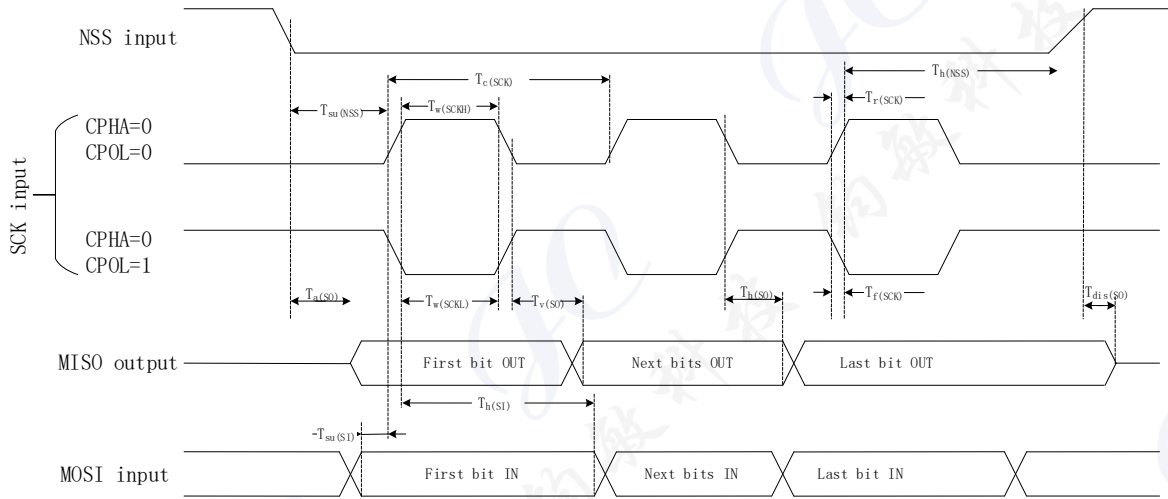 NSS input
Tc(SCK)
Th(NSS)
Tsu(NSS)
Tw(SCKH)
Tr(SCK)
CPHA=0
CPOL=0
SCK input
CPHA=0
CPOL=1
Ta(SO)
Tw(SCKL)
Tv(SO)
Th(SO)
Tf(SCK)
Tdis(SO)
MISO output
First bit OUT
Next bits OUT
Last bit OUT
Th(SI)
Tsu(SI)
MOSI input
First bit IN
Next bits IN
Last bit IN